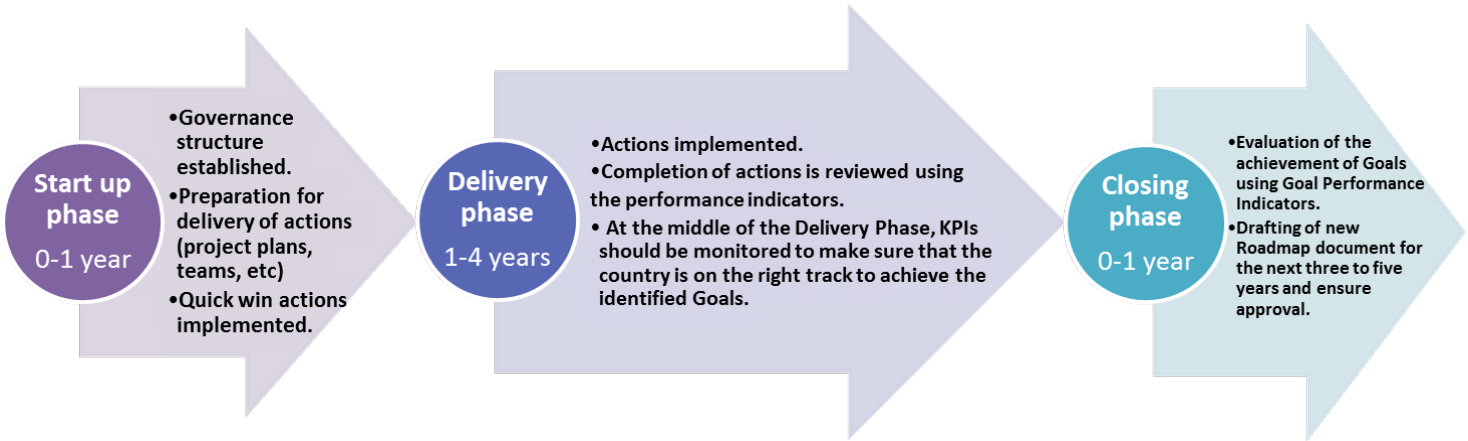 Start up
phase
0-1 year
•Governance
structure
established.
•Preparation for
delivery of actions
(project plans,
teams, etc)
•Quick win actions
implemented.
Delivery
phase
1-4 years
•Actions implemented.
•Completion of actions is reviewed using
the performance indicators.
• At the middle of the Delivery Phase, KPIs
should be monitored to make sure that the
country is on the right track to achieve the
identified Goals.
Closing
phase
0-1 year
•Evaluation of the
achievement of Goals
using Goal Performance
Indicators.
•Drafting of new
Roadmap document for
the next three to five
years and ensure
approval.